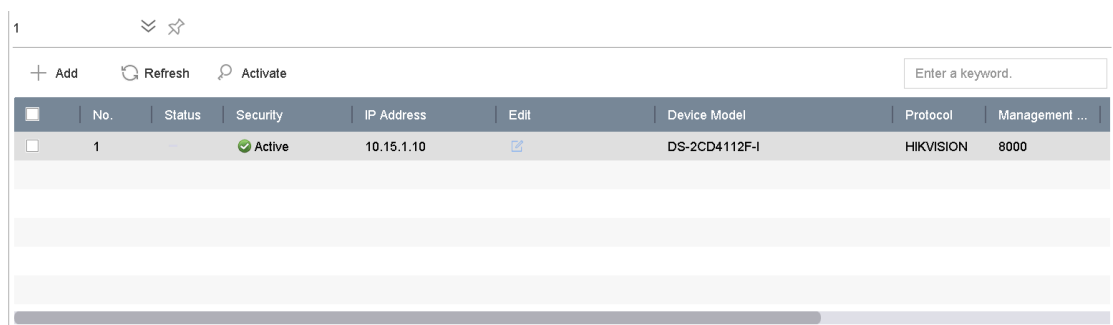 1
Add Refresh Activate Enter a keyword.
No. Status Security IP Address Edit Device Model Protocol Management ...
1 — Active 10.15.1.10 DS-2CD4112F-I HIKVISION 8000